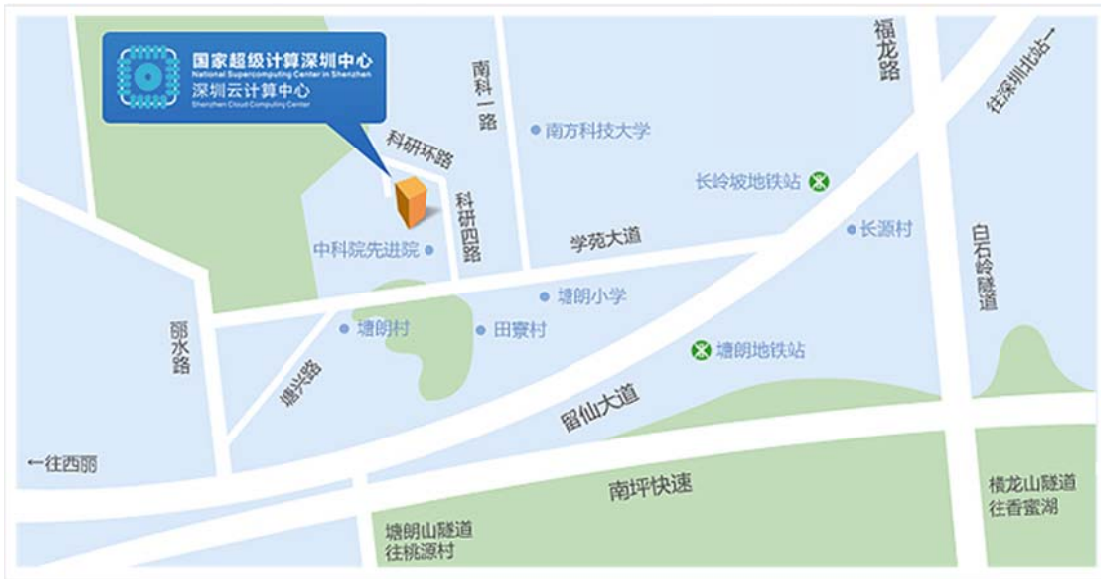 国家超级计算深圳中心
National Supercomputing Center in Shenzhen
深圳云计算中心
Shenzhen Cloud Computing Center
南科一路
福龙路
往深圳北站→
南方科技大学
科研环路
长岭坡地铁站
科研四路
长源村
学苑大道
白石岭隧道
中科院先进院
塘朗小学
塘朗村
田寮村
丽水路
塘朗地铁站
塘兴路
留仙大道
←往西丽
南坪快速
横龙山隧道
往香蜜湖
塘朗山隧道
往桃源村